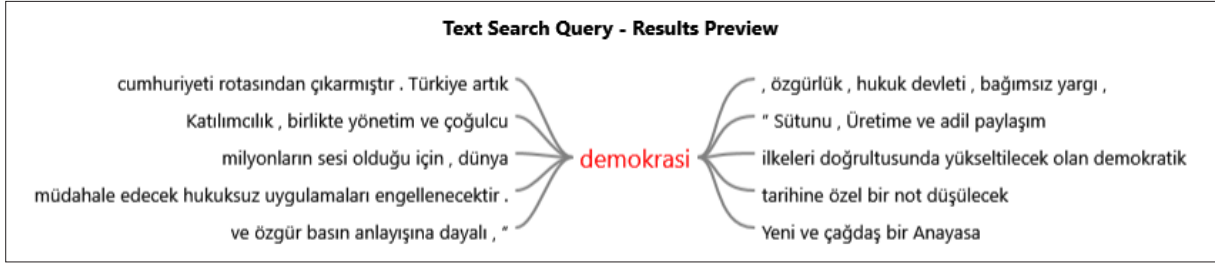 Text Search Query - Results Preview
cumhuriyeti rotasından çıkarmıştır . Türkiye artık
Katılımcılık , birlikte yönetim ve çoğulcu
milyonların sesi olduğu için , dünya
müdahale edecek hukuksuz uygulamaları engellenecektir .
ve özgür basın anlayışına dayalı , “
demokrasi
, özgürlük , hukuk devleti , bağımsız yargı ,
“ Sütunu , Üretime ve adil paylaşım
ilkeleri doğrultusunda yükseltilecek olan demokratik
tarihine özel bir not düşülecek
Yeni ve çağdaş bir Anayasa